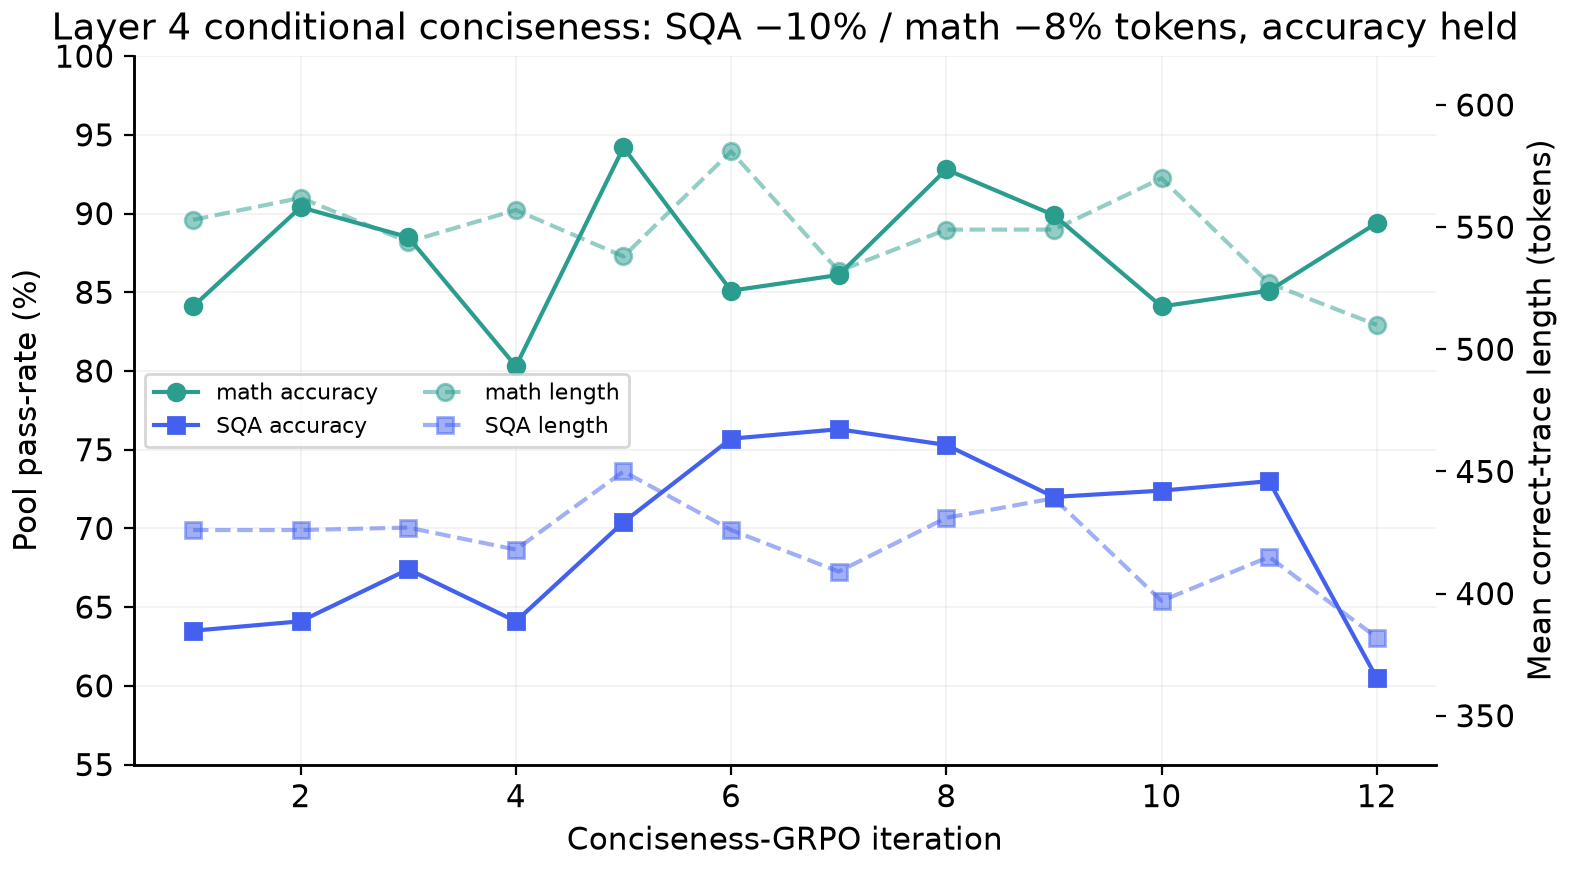 Layer 4 conditional conciseness: SQA −10% / math −8% tokens, accuracy held
Pool pass-rate (%)
100
95
90
85
80
75
70
65
60
55
math accuracy
SQA accuracy
math length
SQA length
600
550
500
450
400
350
Mean correct-trace length (tokens)
2
4
6
8
10
12
Conciseness-GRPO iteration